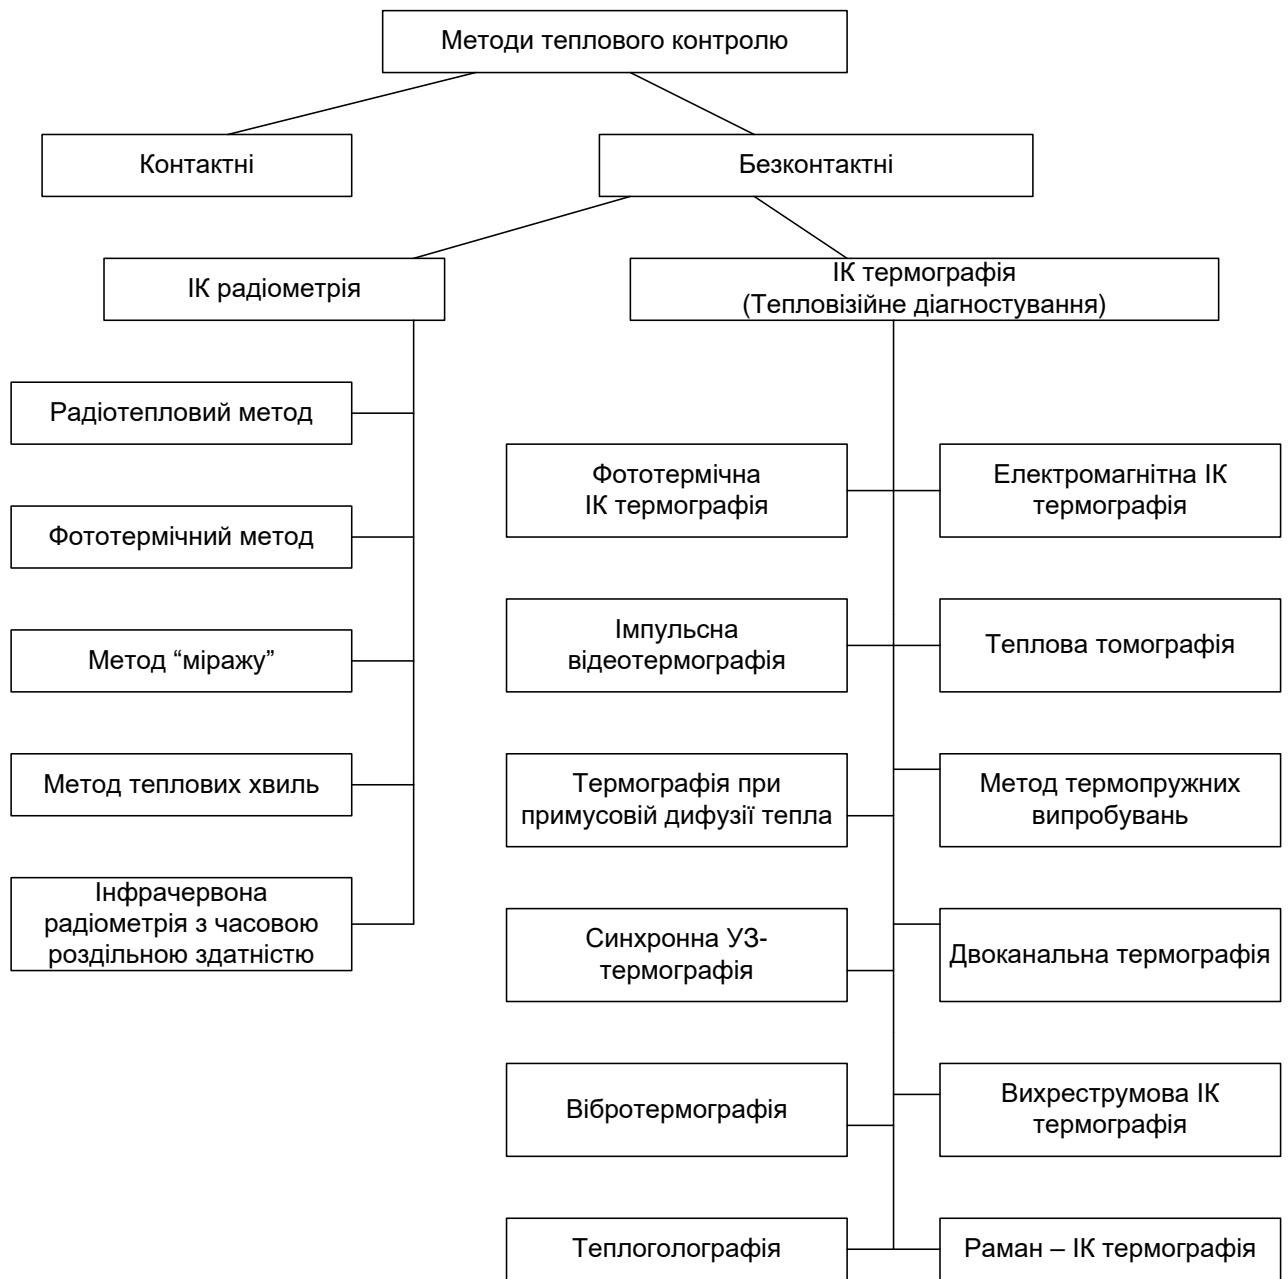 Методи теплового контролю
Контактні
Безконтактні
ІК радіометрія
ІК термографія
(Тепловізійне діагностування)
Радіотепловий метод
Фототермічний метод
Метод “міражу”
Метод теплових хвиль
Інфрачервона
радіометрія з часовою
роздільною здатністю
Фототермічна
ІК термографія
Електромагнітна ІК
термографія
Імпульсна
відеотермографія
Теплова томографія
Термографія при
примусовій дифузії тепла
Метод термопружних
випробувань
Синхронна УЗ-
термографія
Двоканальна термографія
Вібротермографія
Вихреструмова ІК
термографія
Теплоголографія
Раман – ІК термографія